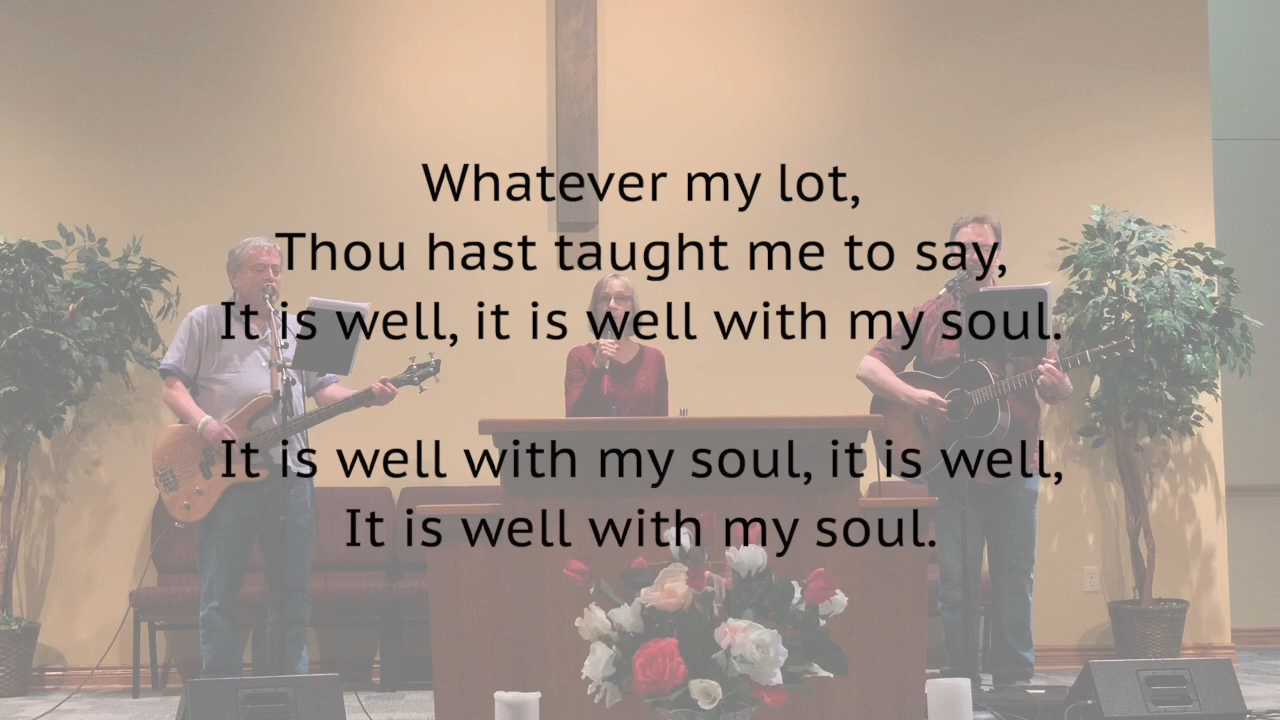 Whatever my lot,
Thou hast taught me to say,
It is well, it is well with my soul.
It is well with my soul, it is well,
It is well with my soul.